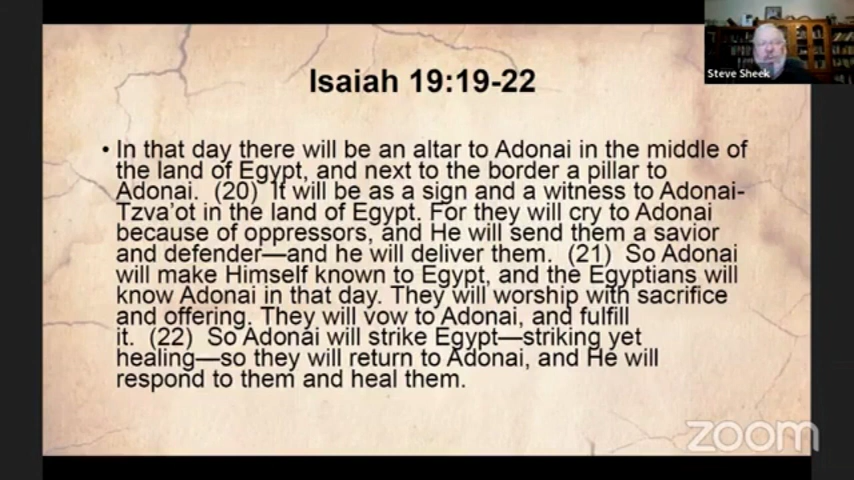 Steve Sheek
Isaiah 19:19-22
• In that day there will be an altar to Adonai in the middle of
the land of Egypt, and next to the border a pillar to
Adonai.  (20)  It will be as a sign and a witness to Adonai-
Tzva'ot in the land of Egypt. For they will cry to Adonai
because of oppressors, and He will send them a savior
and defender—and he will deliver them.  (21)  So Adonai
will make Himself known to Egypt, and the Egyptians will
know Adonai in that day. They will worship with sacrifice
and offering. They will vow to Adonai, and fulfill
it.  (22)  So Adonai will strike Egypt—striking yet
healing—so they will return to Adonai, and He will
respond to them and heal them.
zoom